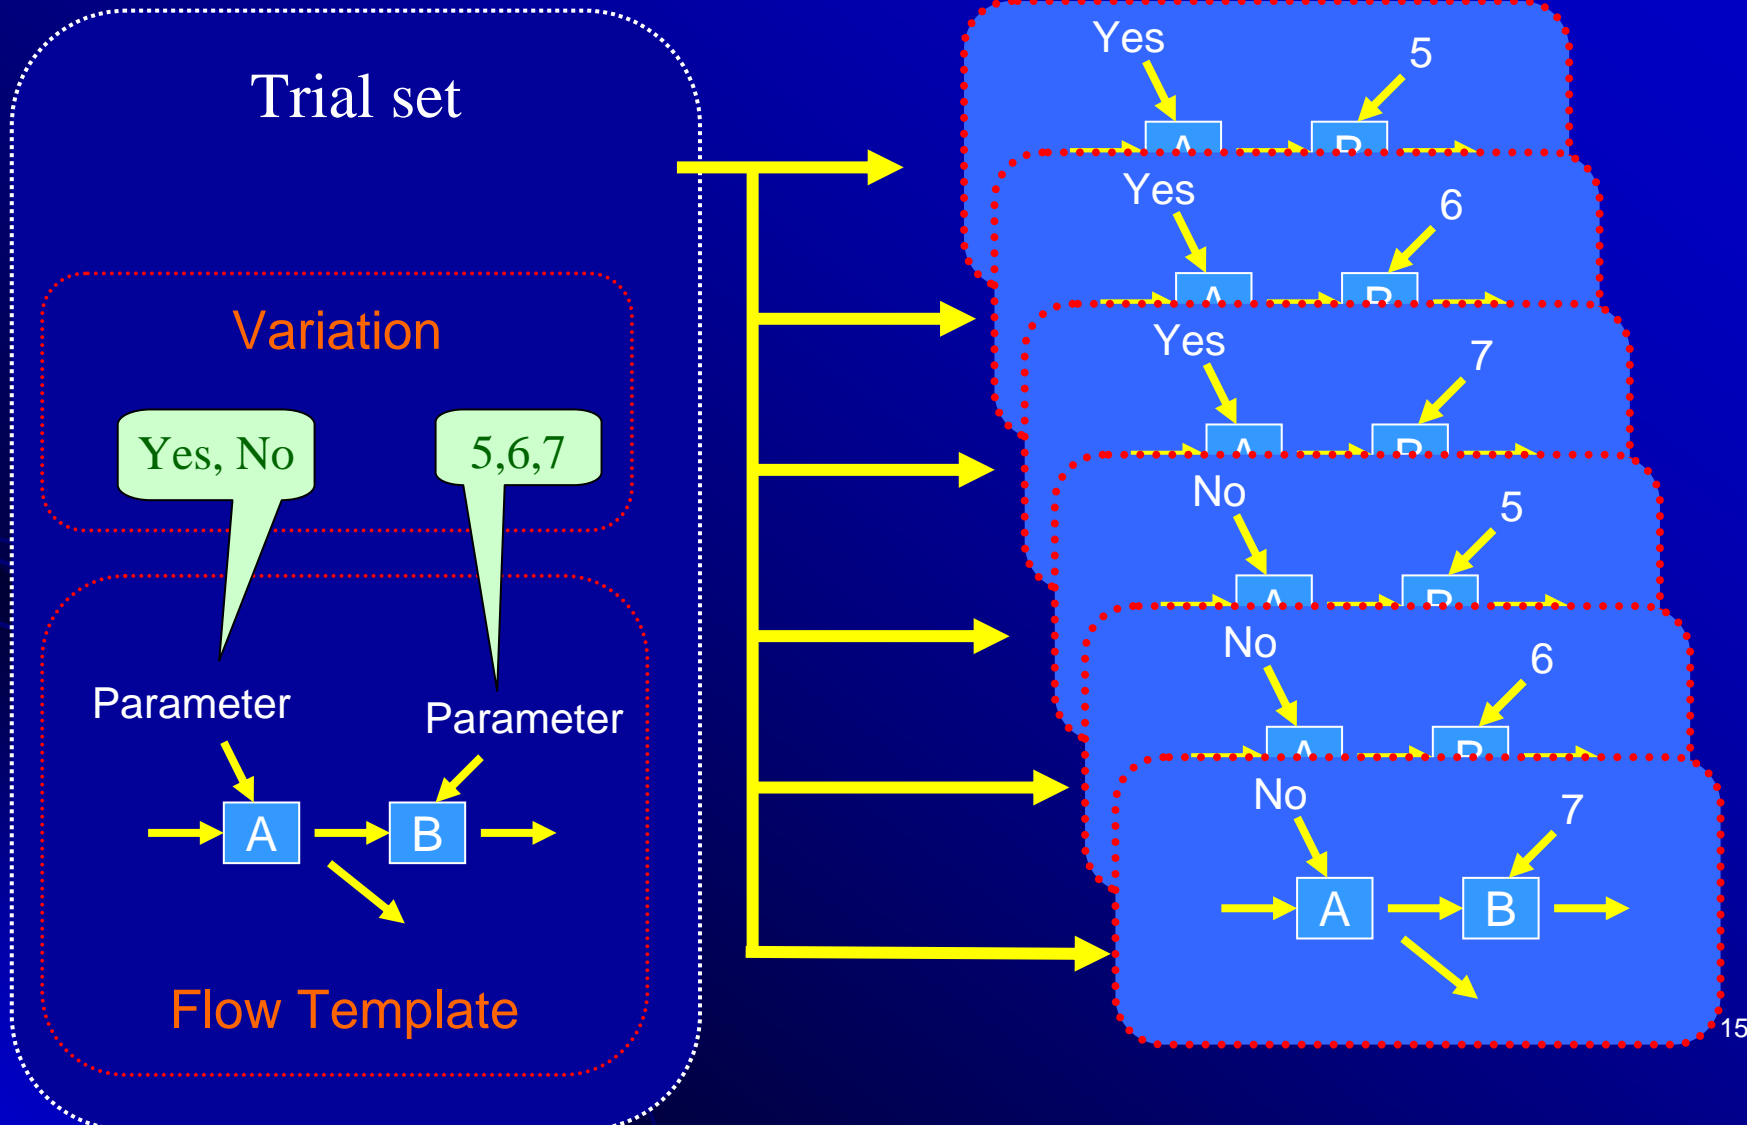 Trial set
Variation
Yes, No
5,6,7
Parameter
Parameter
A
B
Flow Template
Yes
5
A
B
Yes
6
A
B
Yes
7
A
B
No
5
A
B
No
6
A
B
No
7
A
B
15